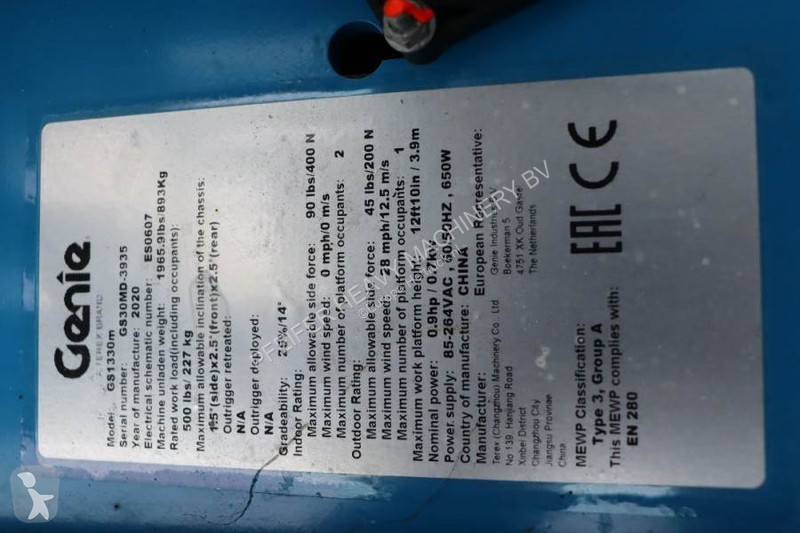 Genie
A TEREX BRAND
Model: GS1330m
Serial number: GS30MD-3935
Year of manufacture: 2020
Electrical schematic number: ES0607
Machine unladen weight: 1965.9lbs/893Kg
Rated work load(including occupants):
500 lbs/ 227 kg
Maximum allowable inclination of the chassis:
1.5°(side)x2.5°(front)x2.5°(rear)
Outrigger retreated:
N/A
Outrigger deployed:
N/A
Gradeability: 25%/14°
Indoor Rating:
Maximum allowable side force: 90 lbs/400 N
Maximum wind speed: 0 mph/0 m/s
Maximum number of platform occupants: 2
Outdoor Rating:
Maximum allowable side force: 45 lbs/200 N
Maximum wind speed: 28 mph/12.5 m/s
Maximum number of platform occupants: 1
Maximum work platform height: 12ft10in / 3.9m
Nominal power: 0.9hp / 0.7kw
Power supply: 85-264VAC , 60 50HZ , 650W
Country of manufacture: CHINA
Manufacturer:
Terex (Changzhou) Machinery Co., Ltd
No 139, Hanjiang Road
Xinbei District
Changzhou City
Jiangsu Province
China
European Representative:
Genie Industries B.V
Boekerman 5
4751 XK Oud Gastel
The Netherlands
MEWP Classification:
Type 3, Group A
This MEWP complies with:
EN 280
EAC CE
MACHINERY BV